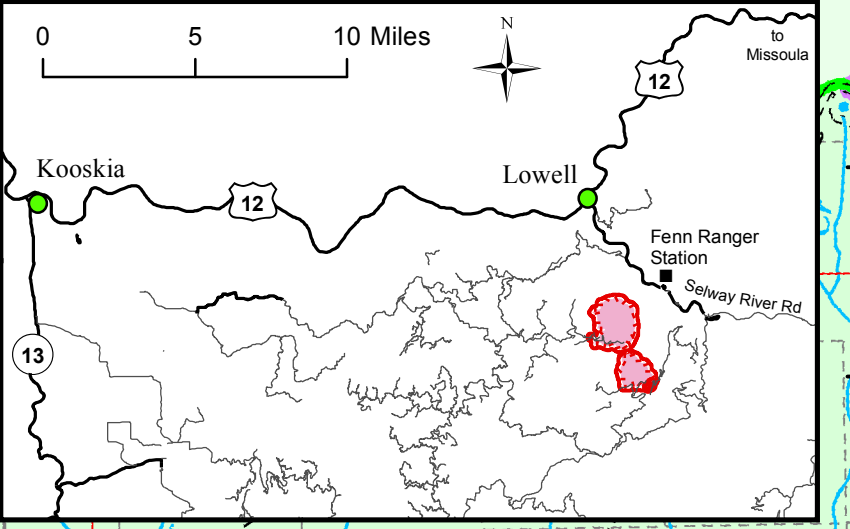 0 5 10 Miles
N
to
Missoula
12
Kooskia
Lowell
12
Fenn Ranger
Station
Selway River Rd
13